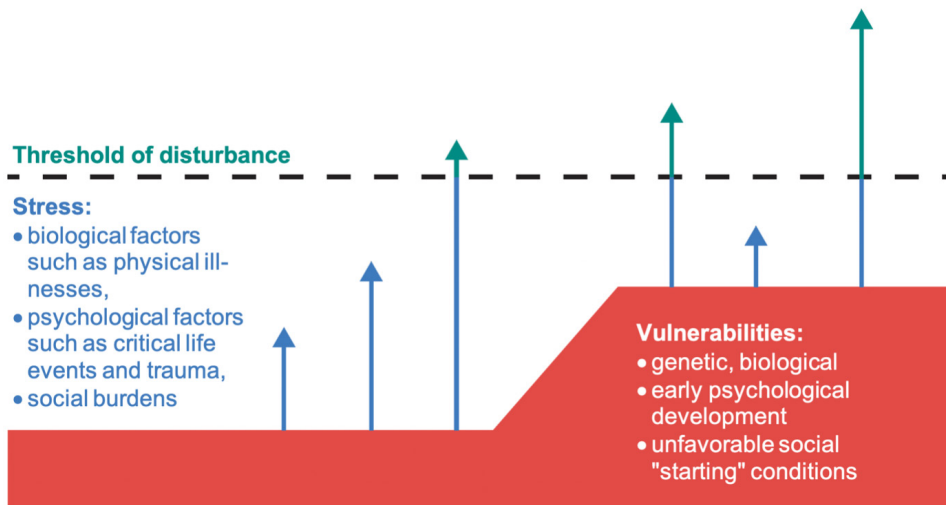 Threshold of disturbance
Stress:
• biological factors
such as physical ill-
nesses,
• psychological factors
such as critical life
events and trauma,
• social burdens
Vulnerabilities:
• genetic, biological
• early psychological
development
• unfavorable social
"starting" conditions